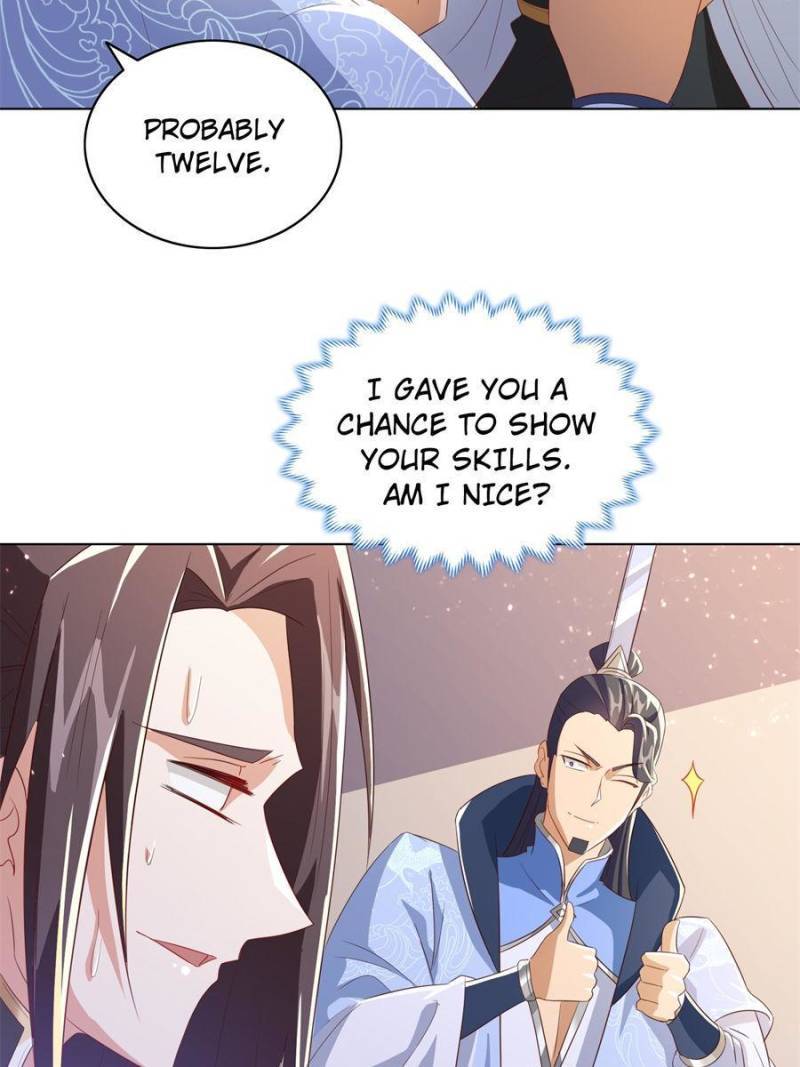 PROBABLY
TWELVE.
I GAVE YOU A
CHANCE TO SHOW
YOUR SKILLS.
AM I NICE?